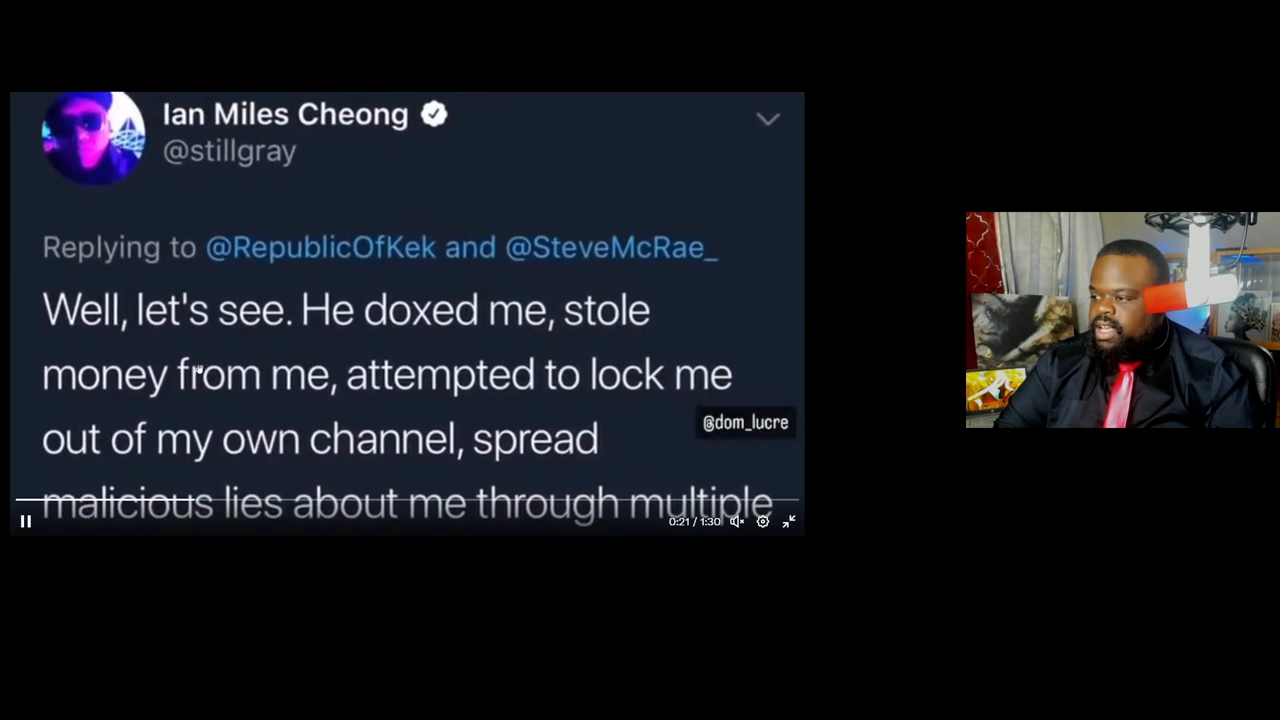 Ian Miles Cheong
@stillgray
Replying to @RepublicOfKek and @SteveMcRae_
Well, let's see. He doxed me, stole
money from me, attempted to lock me
out of my own channel, spread
@dom_lucre
malicious lies about me through multiple
0:21 / 1:30